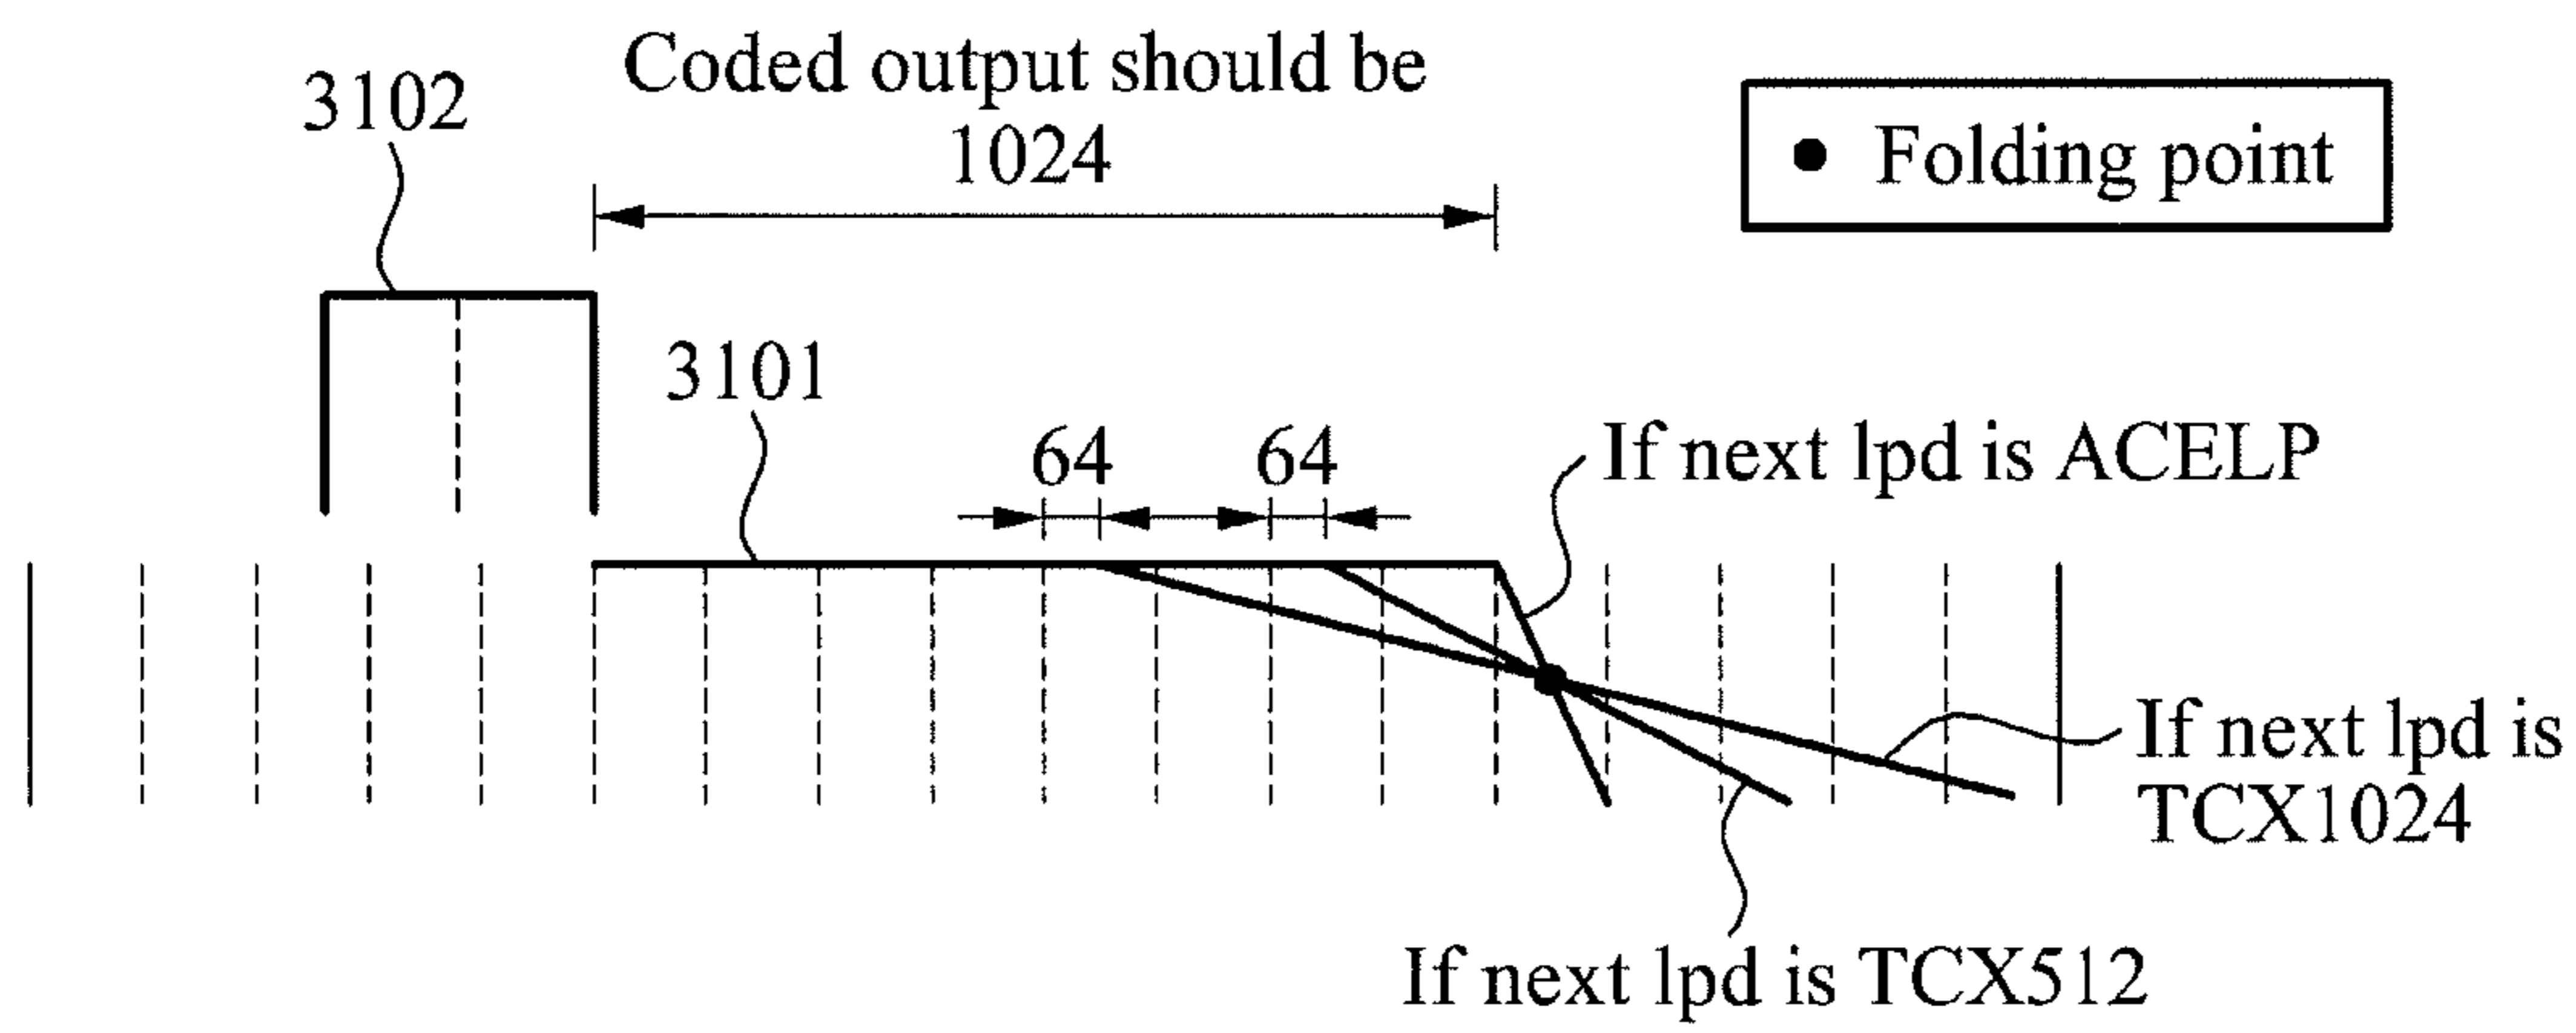 3102
Coded output should be
1024
● Folding point
3101
64
64
If next lpd is ACELP
If next lpd is
TCX1024
If next lpd is TCX512